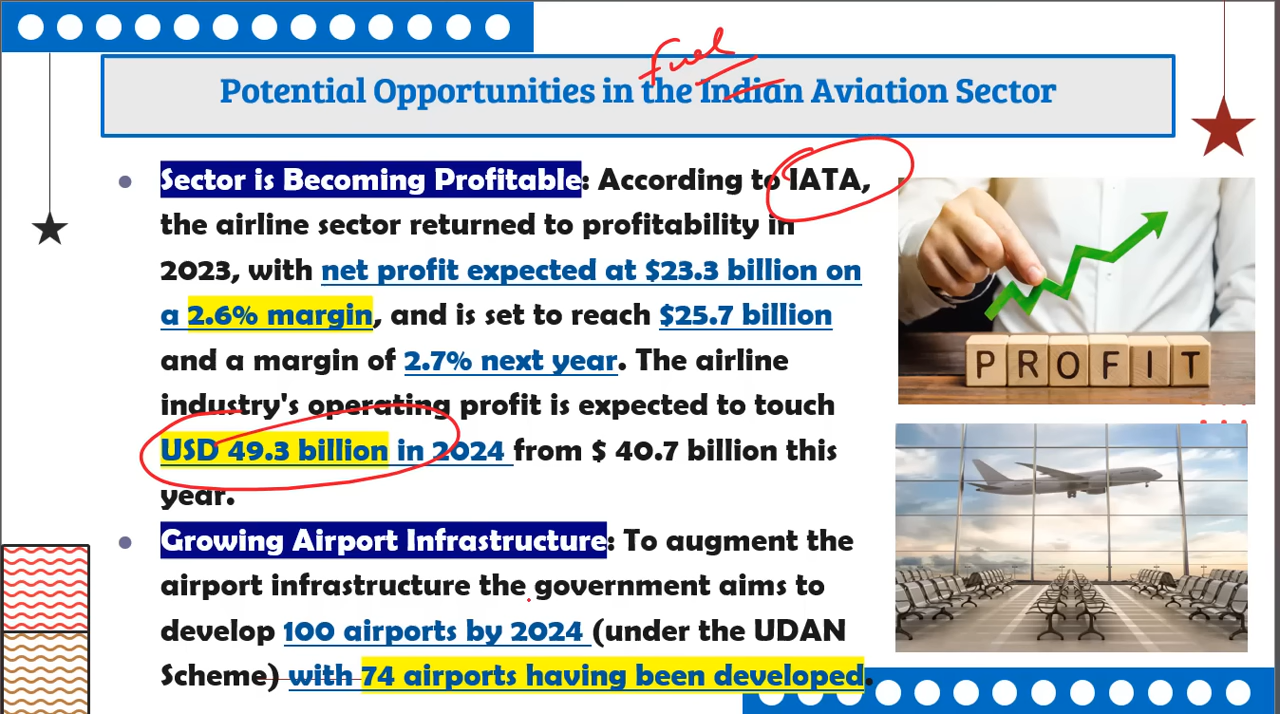 Fuel
Potential Opportunities in the Indian Aviation Sector
Sector is Becoming Profitable: According to IATA,
the airline sector returned to profitability in
2023, with net profit expected at $23.3 billion on
a 2.6% margin, and is set to reach $25.7 billion
and a margin of 2.7% next year. The airline
industry's operating profit is expected to touch
USD 49.3 billion in 2024 from $ 40.7 billion this
year.
Growing Airport Infrastructure: To augment the
airport infrastructure the government aims to
develop 100 airports by 2024 (under the UDAN
Scheme) with 74 airports having been developed.
PROFIT